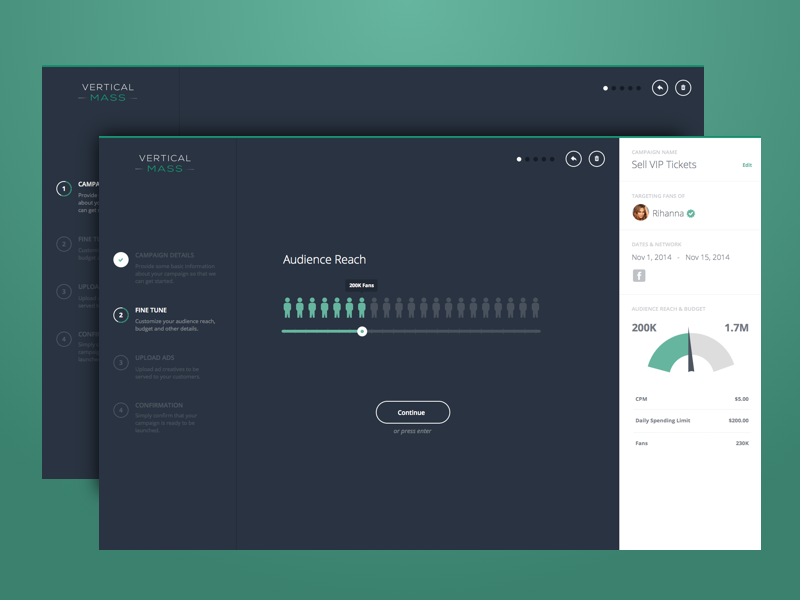 VERTICAL
MASS
1
CAMPA
Provide
about yo
can get s
2
FINE T
Customiz
budget a
3
UPLOA
Upload
served t
4
CONFI
Simply
campaig
launched
VERTICAL
MASS
CAMPAIGN DETAILS
Provide some basic information
about your campaign so that we
can get started.
2
FINE TUNE
Customize your audience reach,
budget and other details.
3
UPLOAD ADS
Upload ad creatives to be
served to your customers.
4
CONFIRMATION
Simply confirm that your
campaign is ready to be
launched.
Audience Reach
200K Fans
Continue
or press enter
CAMPAIGN NAME
Sell VIP Tickets
Edit
TARGETING FANS OF
Rihanna
DATES & NETWORK
Nov 1, 2014 - Nov 15, 2014
f
AUDIENCE REACH & BUDGET
200K 1.7M
CPM $5.00
Daily Spending Limit $200.00
Fans 230K